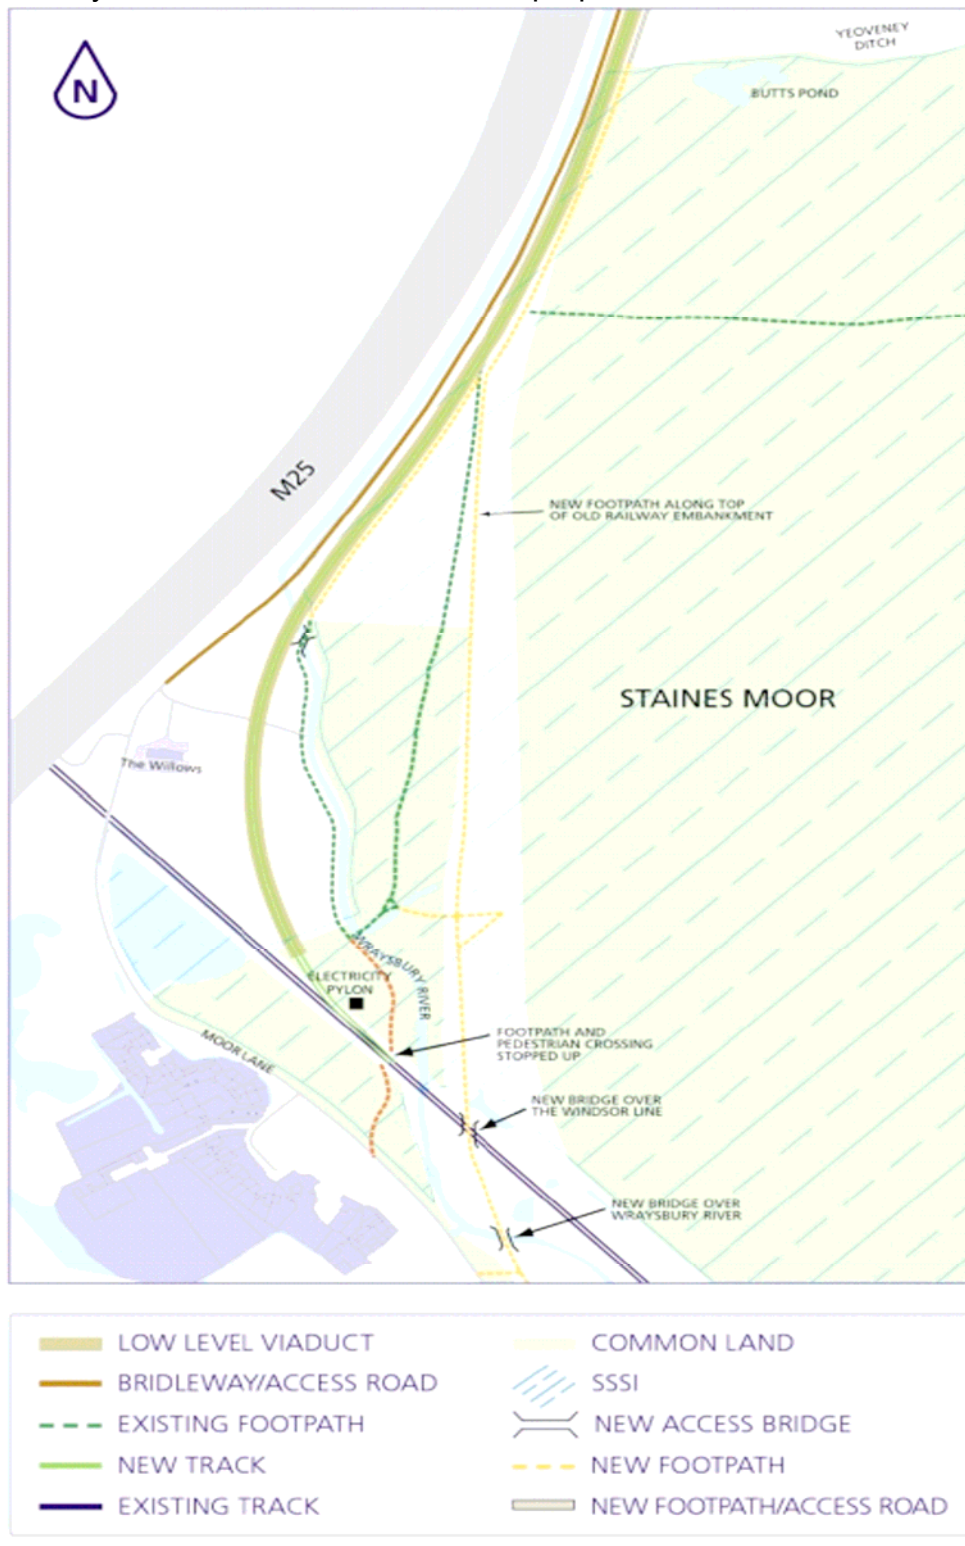 N
YEOVENEY
DITCH
BUTTS POND
M25
NEW FOOTPATH ALONG TOP
OF OLD RAILWAY EMBANKMENT
STAINES MOOR
The Willows
WRAYSBURY RIVER
ELECTRICITY
PYLON
MOOR LANE
FOOTPATH AND
PEDESTRIAN CROSSING
STOPPED UP
NEW BRIDGE OVER
THE WINDSOR LINE
NEW BRIDGE OVER
WRAYSBURY RIVER
LOW LEVEL VIADUCT
BRIDLEWAY/ACCESS ROAD
EXISTING FOOTPATH
NEW TRACK
EXISTING TRACK
COMMON LAND
SSSI
NEW ACCESS BRIDGE
NEW FOOTPATH
NEW FOOTPATH/ACCESS ROAD